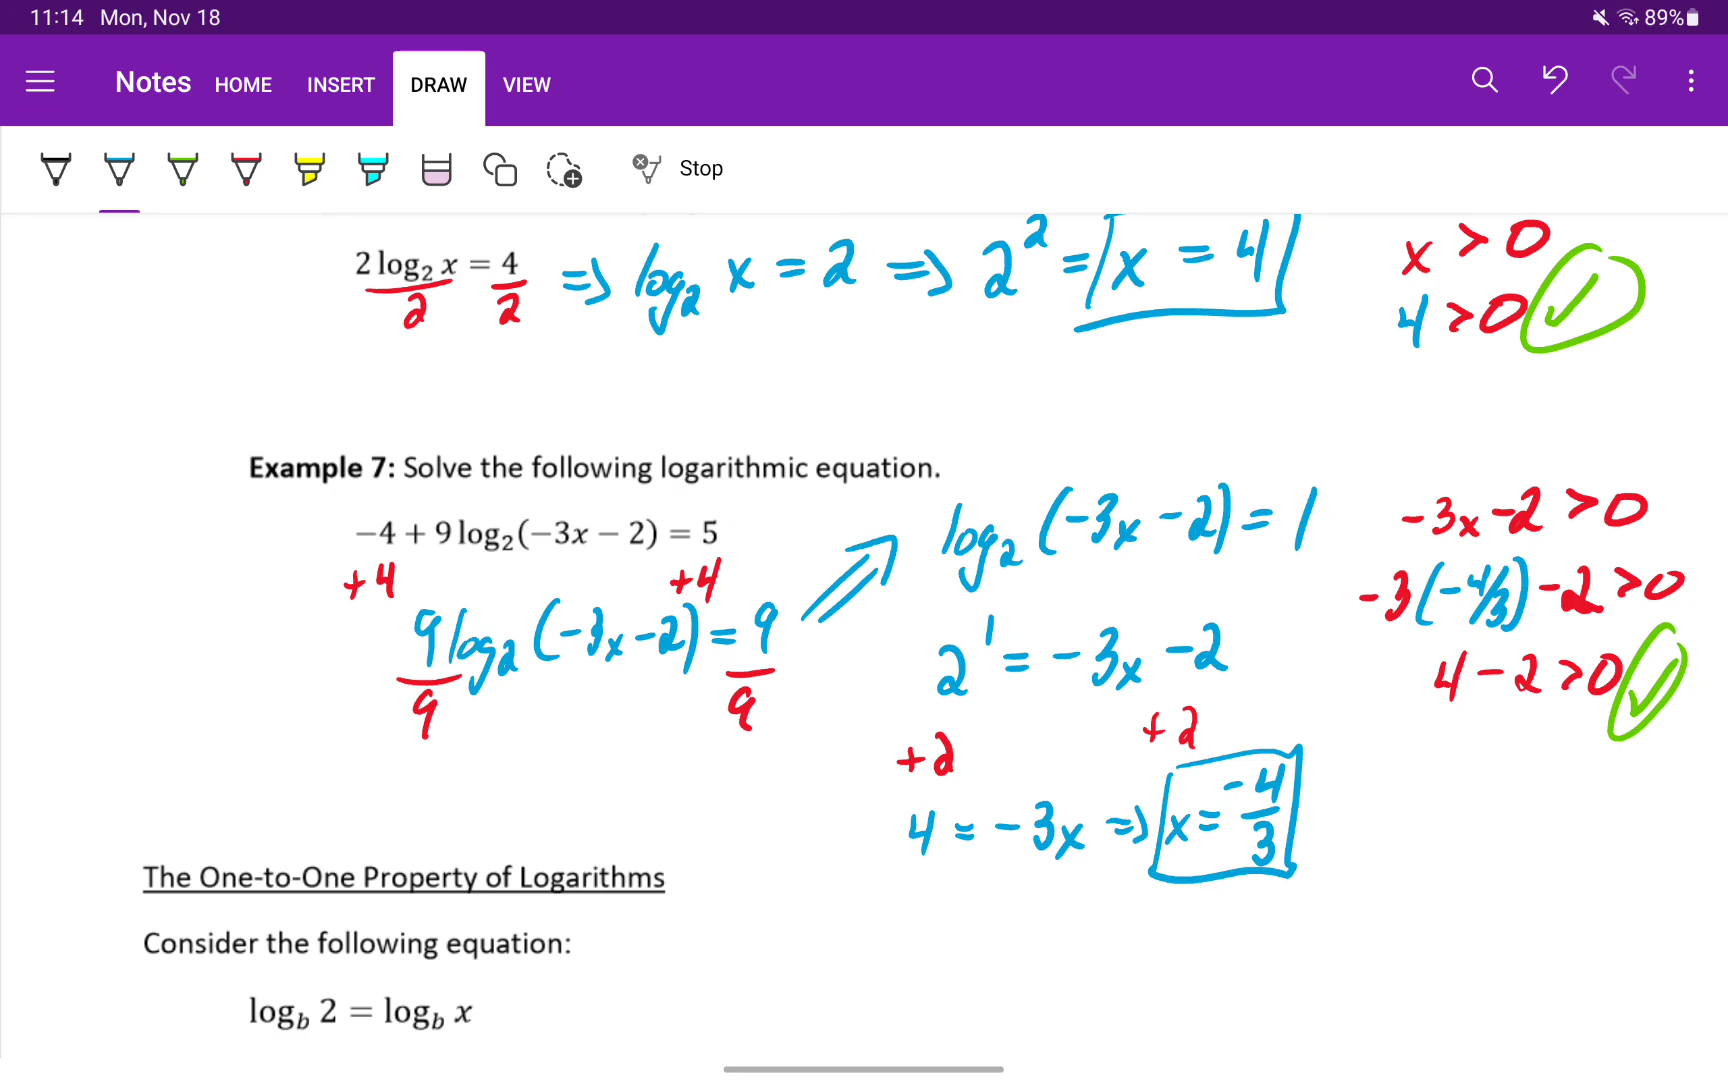 11:14 Mon, Nov 18 89%
Notes HOME INSERT DRAW VIEW
Stop
2 log₂ x = 4 => log₂ x = 2 => 2² = x = 4
2 2
x > 0
4 > 0
Example 7: Solve the following logarithmic equation.
−4 + 9 log₂(−3x − 2) = 5
+4 +4
9 log₂ (-3x-2) = 9
9 9
log₂ (-3x-2) = 1
2¹ = -3x - 2
+2 +2
4 = -3x => x = -4/3
-3x-2 > 0
-3(-4/3)-2 > 0
4-2 > 0
The One-to-One Property of Logarithms
Consider the following equation:
log_b 2 = log_b x